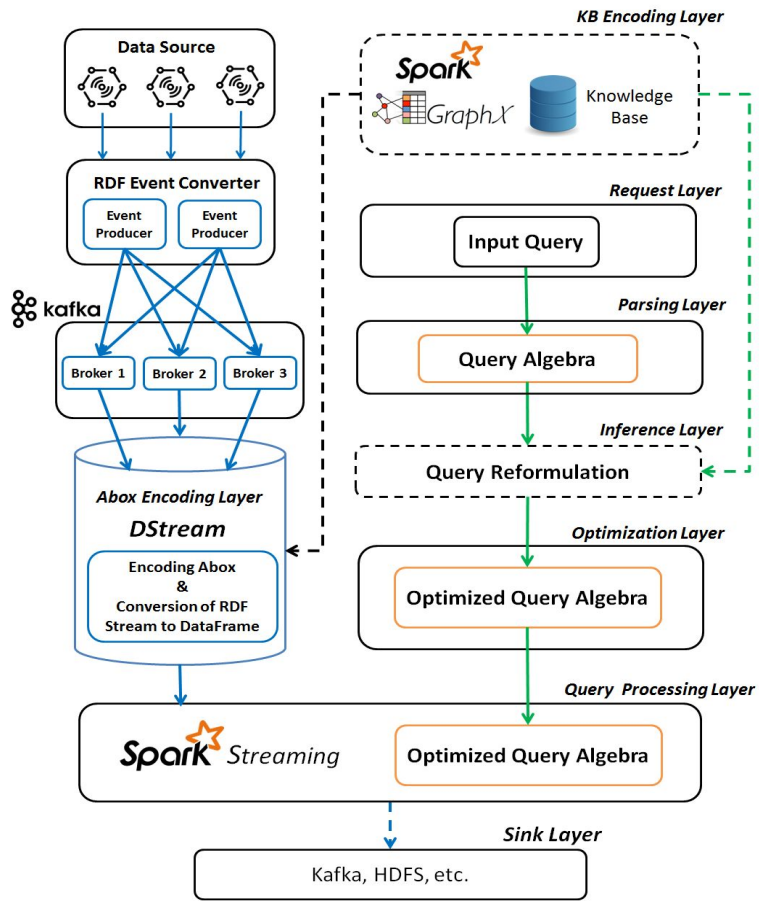 KB Encoding Layer
Data Source
Spark
GraphX
Knowledge
Base
RDF Event Converter
Event
Producer
Event
Producer
Request Layer
Input Query
kafka
Parsing Layer
Broker 1
Broker 2
Broker 3
Query Algebra
Inference Layer
Query Reformulation
Abox Encoding Layer
DStream
Encoding Abox
&
Conversion of RDF
Stream to DataFrame
Optimization Layer
Optimized Query Algebra
Query Processing Layer
Spark Streaming
Optimized Query Algebra
Sink Layer
Kafka, HDFS, etc.